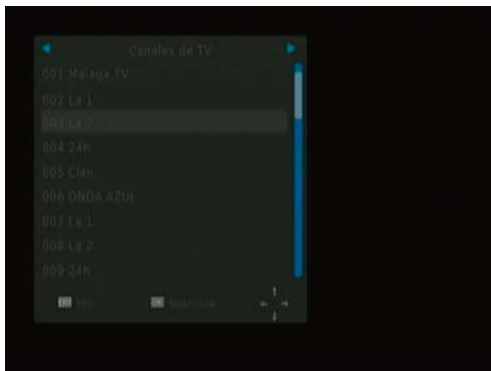 Canales de TV
001 Malaga TV
002 La 1
003 La 2
004 24h
005 Clan
006 ONDA AZUL
007 La 1
008 La 2
009 24h
Seleccionar